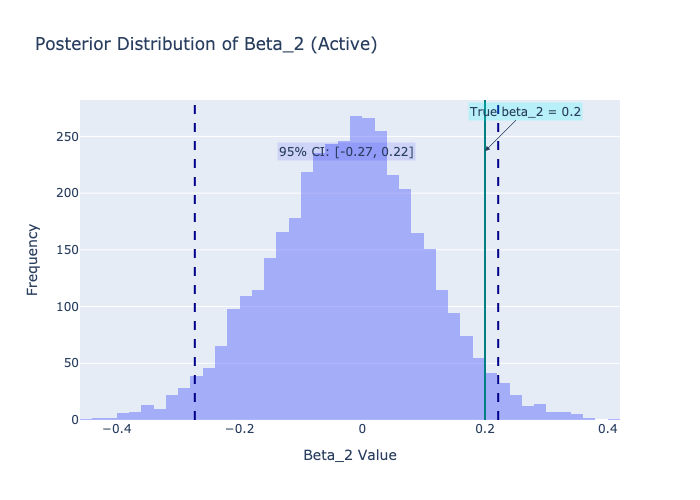 Posterior Distribution of Beta_2 (Active)
True beta_2 = 0.2
95% CI: [-0.27, 0.22]
250
200
150
100
50
0
Frequency
−0.4
−0.2
0
0.2
0.4
Beta_2 Value